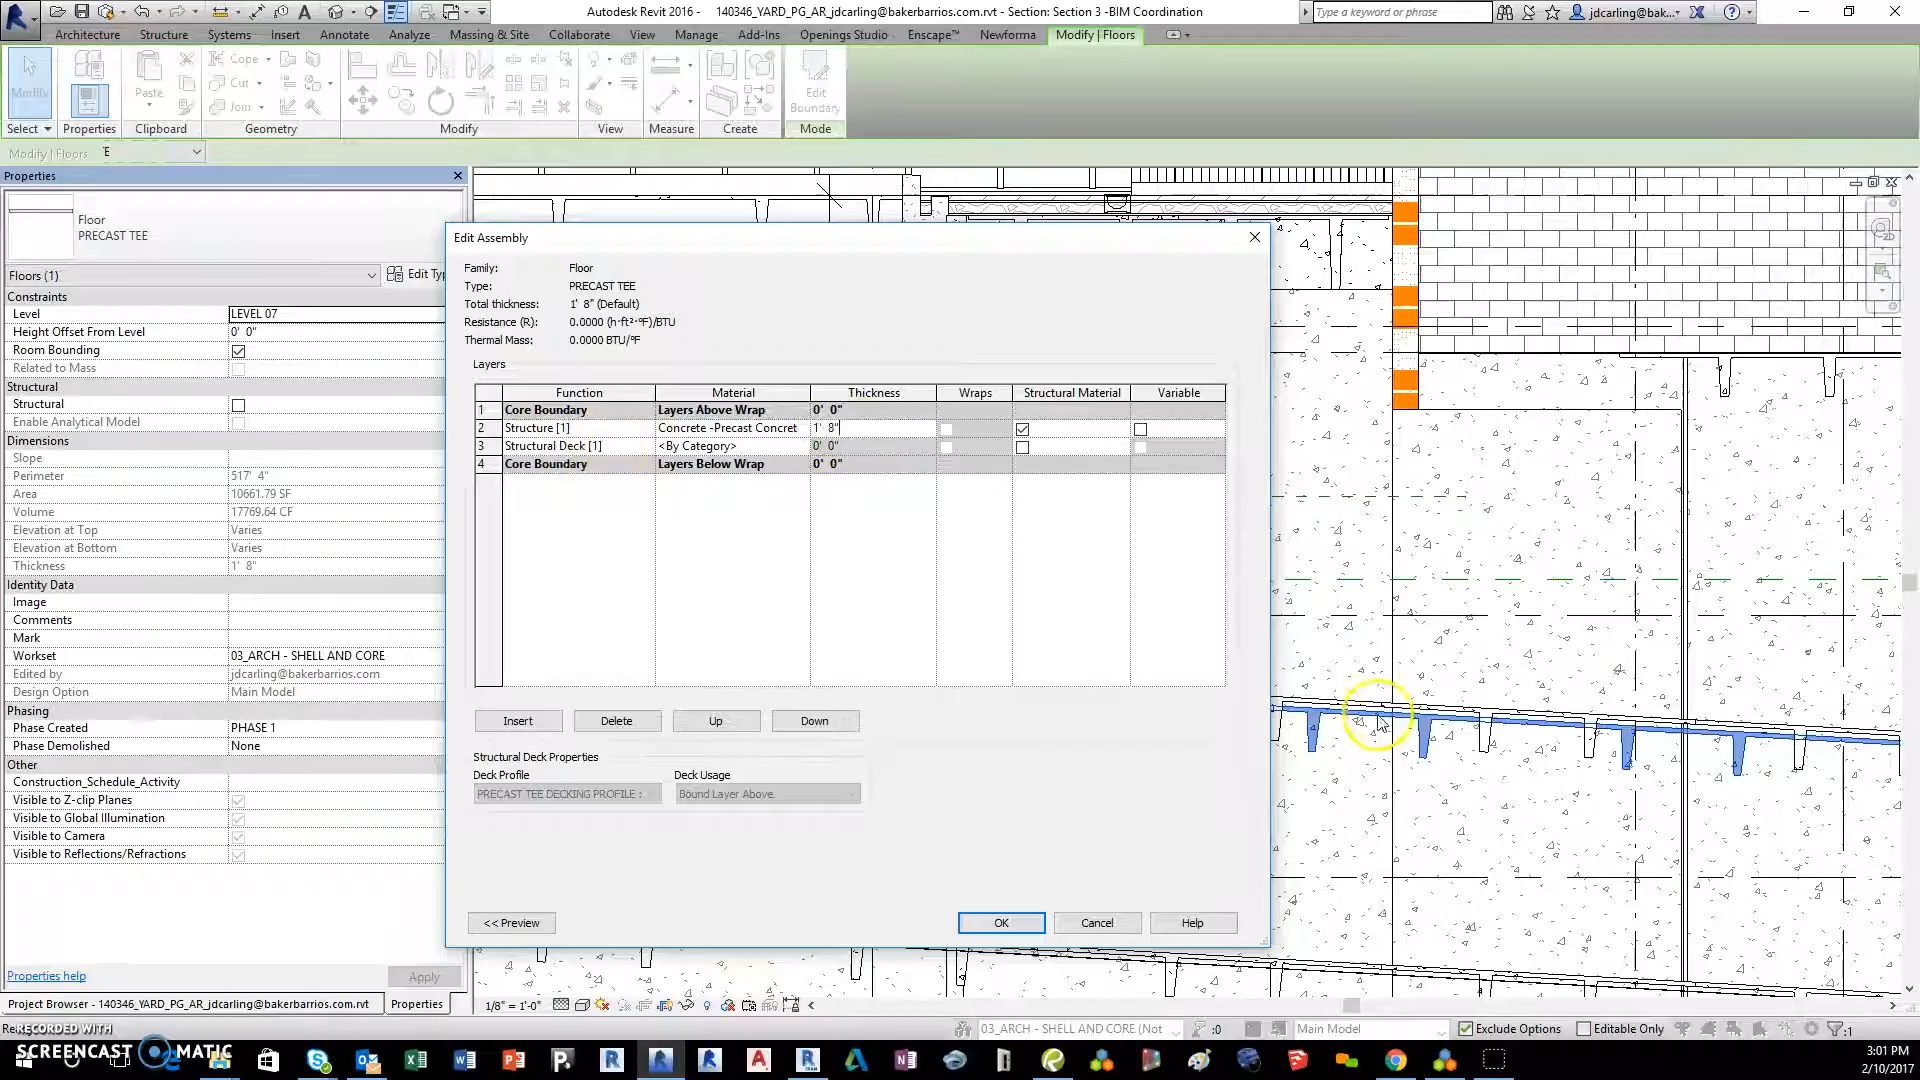 Autodesk Revit 2016 - 140346_YARD_PG_AR_jdcarling@bakerbarrios.com.rvt - Section: Section 3 -BIM Coordination
Type a keyword or phrase
jdcarling@bak...
Architecture Structure Systems Insert Annotate Analyze Massing & Site Collaborate View Manage Add-Ins Openings Studio Enscape™ Newforma Modify | Floors
Modify Paste Cope Cut Join Edit Boundary
Select Properties Clipboard Geometry Modify View Measure Create Mode
Modify | Floors
Properties
Floor
PRECAST TEE
Floors (1) Edit Typ
Constraints
Level LEVEL 07
Height Offset From Level 0' 0"
Room Bounding
Related to Mass
Structural
Structural
Enable Analytical Model
Dimensions
Slope
Perimeter 517' 4"
Area 10661.79 SF
Volume 17769.64 CF
Elevation at Top Varies
Elevation at Bottom Varies
Thickness 1' 8"
Identity Data
Image
Comments
Mark
Workset 03_ARCH - SHELL AND CORE
Edited by jdcarling@bakerbarrios.com
Design Option Main Model
Phasing
Phase Created PHASE 1
Phase Demolished None
Other
Construction_Schedule_Activity
Visible to Z-clip Planes
Visible to Global Illumination
Visible to Camera
Visible to Reflections/Refractions
Properties help Apply
Project Browser - 140346_YARD_PG_AR_jdcarling@bakerbarrios.com.rvt Properties
Edit Assembly
Family: Floor
Type: PRECAST TEE
Total thickness: 1' 8" (Default)
Resistance (R): 0.0000 (h·ft²·°F)/BTU
Thermal Mass: 0.0000 BTU/°F
Layers
Function Material Thickness Wraps Structural Material Variable
1 Core Boundary Layers Above Wrap 0' 0"
2 Structure [1] Concrete -Precast Concret 1' 8"
3 Structural Deck [1] <By Category> 0' 0"
4 Core Boundary Layers Below Wrap 0' 0"
Insert Delete Up Down
Structural Deck Properties
Deck Profile Deck Usage
PRECAST TEE DECKING PROFILE : Bound Layer Above
<< Preview OK Cancel Help
1/8" = 1'-0"
03_ARCH - SHELL AND CORE (Not :0 Main Model Exclude Options Editable Only :1
RECORDED WITH
SCREENCAST MATIC
3:01 PM
2/10/2017